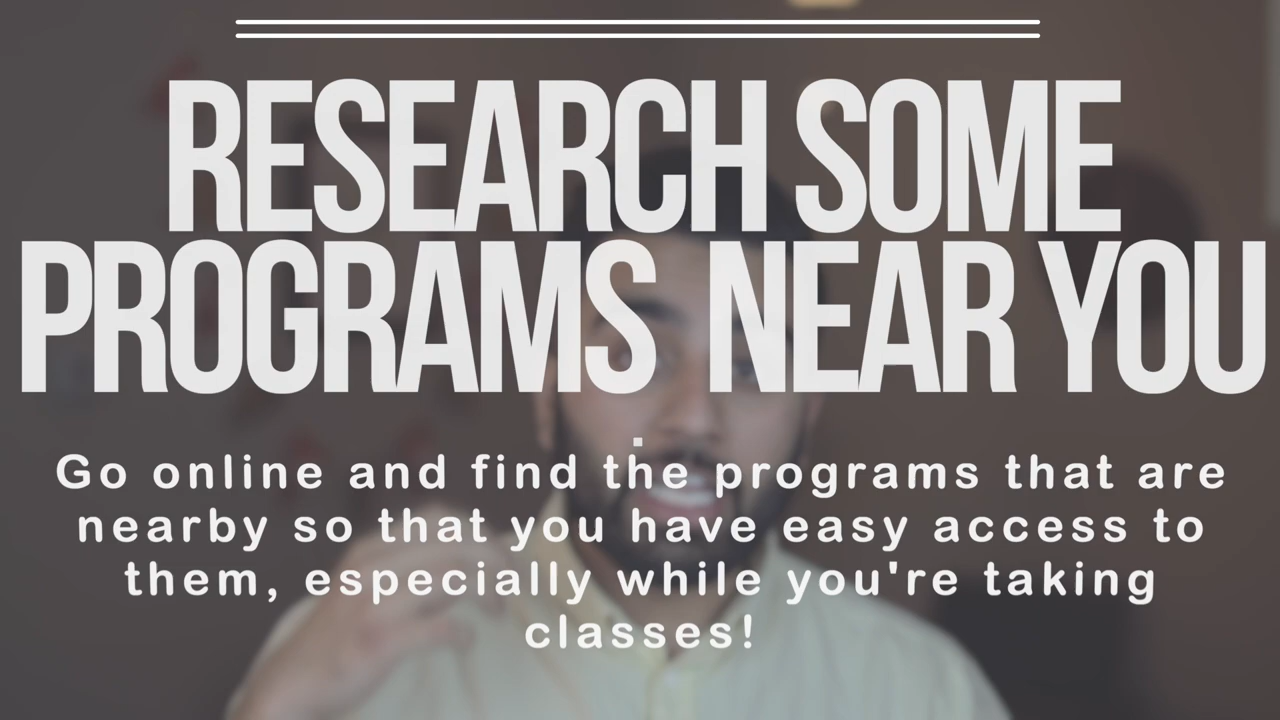 RESEARCH SOME
PROGRAMS NEAR YOU
.
Go online and find the programs that are
nearby so that you have easy access to
them, especially while you're taking
classes!